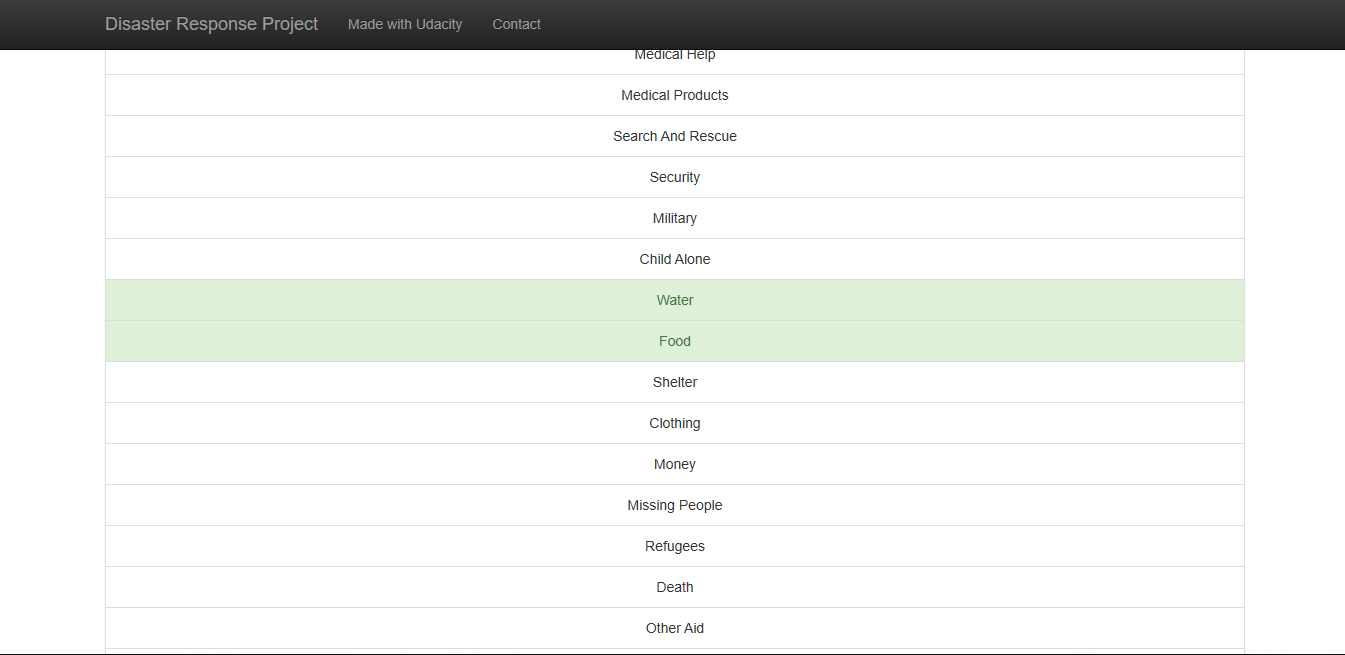 Disaster Response Project Made with Udacity Contact
Medical Help
Medical Products
Search And Rescue
Security
Military
Child Alone
Water
Food
Shelter
Clothing
Money
Missing People
Refugees
Death
Other Aid